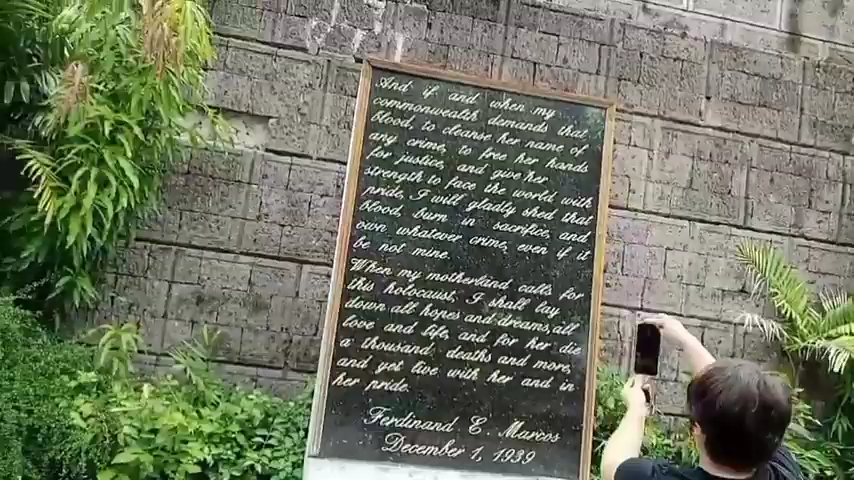 And if and when my
commonwealth demands that
blood, to cleanse her name of
any crime, to free her hands
for justice, and give her
strength to face the world with
pride, I will gladly shed that
blood, burn in sacrifice, and
own whatever crime, even if it
be not mine.
When my motherland calls for
this holocaust, I shall lay
down all hopes and dreams, all
love and life, and for her die
a thousand deaths and more,
and yet live with her and in
her pride.
Ferdinand E. Marcos
December 1, 1939